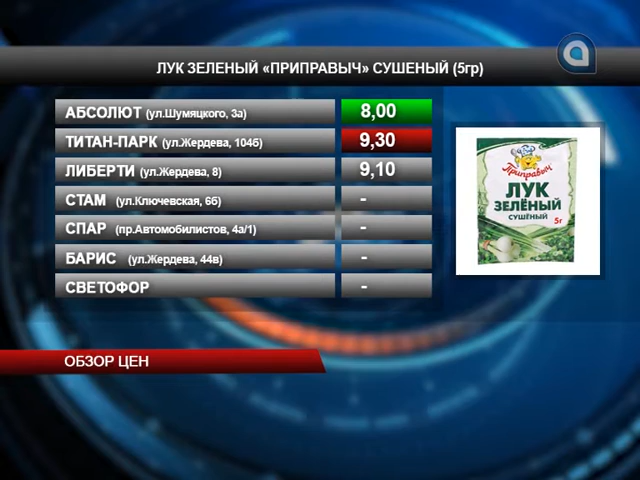 ЛУК ЗЕЛЕНЫЙ «ПРИПРАВЫЧ» СУШЕНЫЙ (5гр)
АБСОЛЮТ (ул.Шумяцкого, 3а) 8,00
ТИТАН-ПАРК (ул.Жердева, 104б) 9,30
ЛИБЕРТИ (ул.Жердева, 8) 9,10
СТАМ (ул.Ключевская, 6б) -
СПАР (пр.Автомобилистов, 4а/1) -
БАРИС (ул.Жердева, 44в) -
СВЕТОФОР -
Приправыч
ЛУК
ЗЕЛЁНЫЙ
СУШЁНЫЙ
5г
ОБЗОР ЦЕН